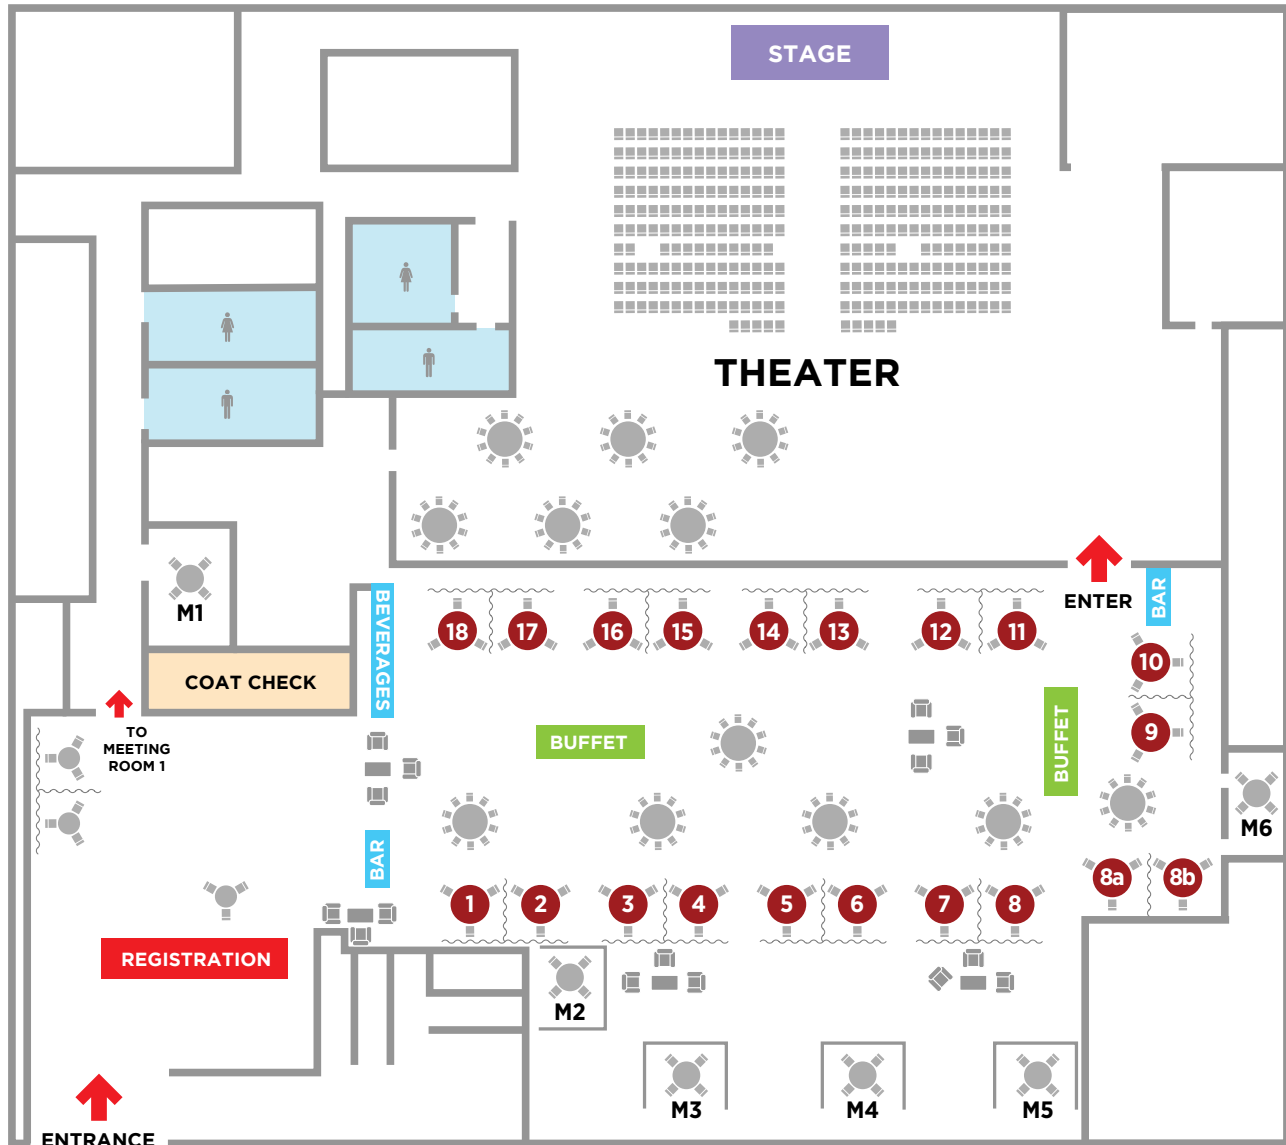 STAGE
THEATER
M1
BEVERAGES
ENTER
BAR
18
17
16
15
14
13
12
11
10
COAT CHECK
TO
MEETING
ROOM 1
BUFFET
BUFFET
9
M6
BAR
8a
8b
1
2
3
4
5
6
7
8
REGISTRATION
M2
M3
M4
M5
ENTRANCE